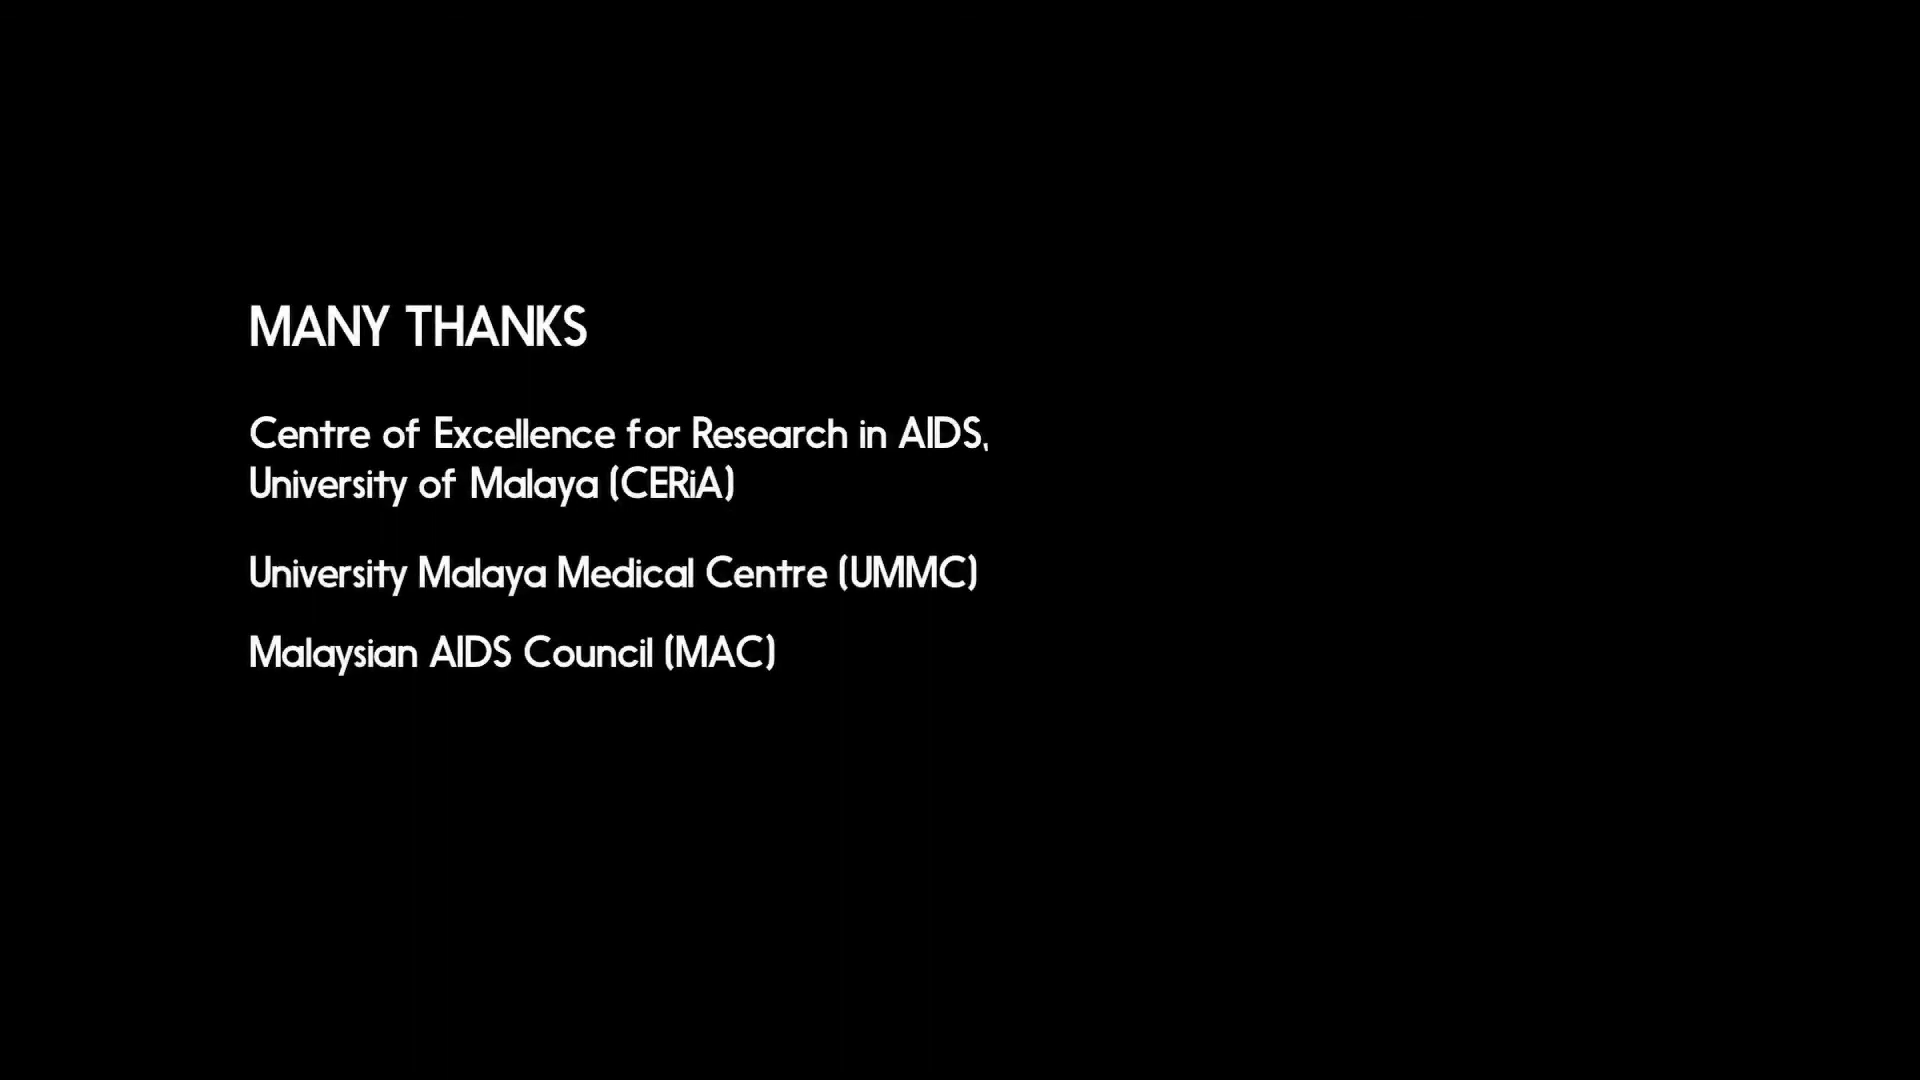 MANY THANKS
Centre of Excellence for Research in AIDS,
University of Malaya (CERiA)
University Malaya Medical Centre (UMMC)
Malaysian AIDS Council (MAC)